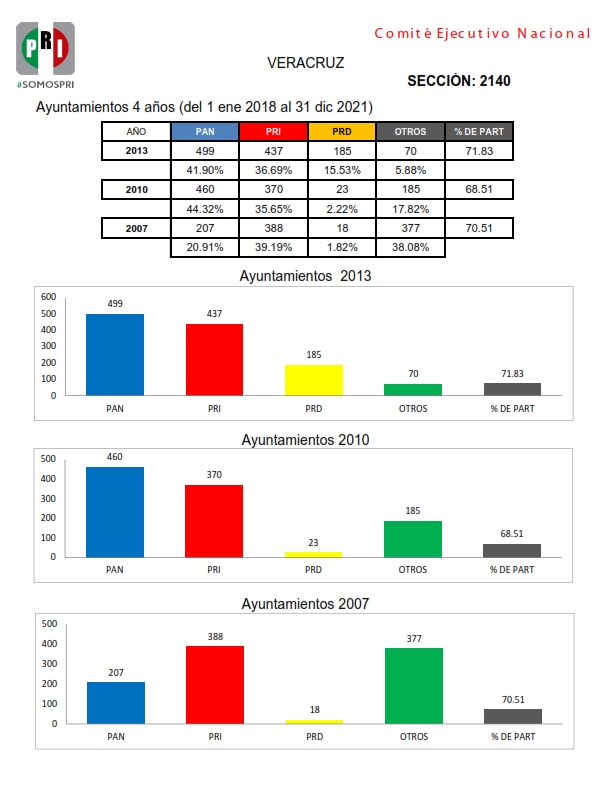 Comité Ejecutivo Nacional
PRI
#SOMOSPRI
VERACRUZ
SECCIÓN: 2140
Ayuntamientos 4 años (del 1 ene 2018 al 31 dic 2021)
AÑO PAN PRI PRD OTROS % DE PART
2013 499 437 185 70 71.83
41.90% 36.69% 15.53% 5.88%
2010 460 370 23 185 68.51
44.32% 35.65% 2.22% 17.82%
2007 207 388 18 377 70.51
20.91% 39.19% 1.82% 38.08%
Ayuntamientos 2013
600
500
400
300
200
100
0
499 437 185 70 71.83
PAN PRI PRD OTROS % DE PART
Ayuntamientos 2010
500
400
300
200
100
0
460 370 23 185 68.51
PAN PRI PRD OTROS % DE PART
Ayuntamientos 2007
500
400
300
200
100
0
207 388 18 377 70.51
PAN PRI PRD OTROS % DE PART